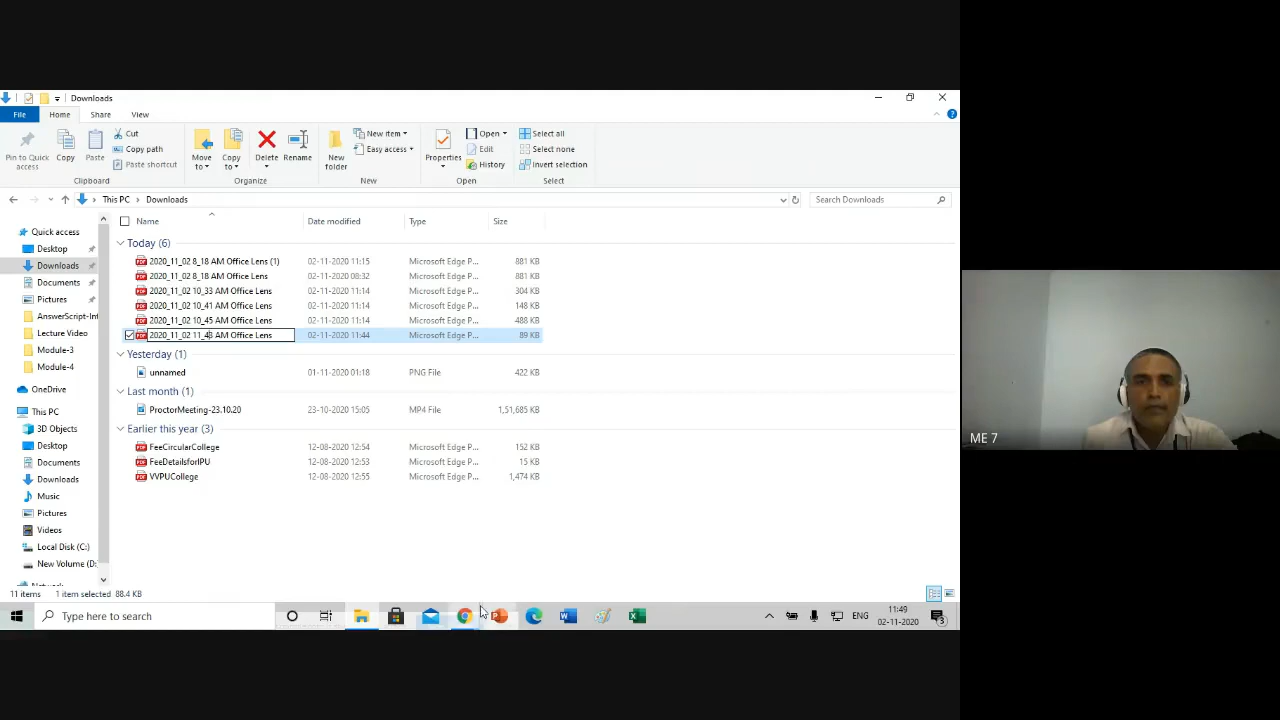 Downloads
File
Home
Share
View
Pin to Quick access
Copy
Paste
Cut
Copy path
Paste shortcut
Clipboard
Move to
Copy to
Delete
Rename
Organize
New folder
New item
Easy access
New
Properties
Open
Edit
History
Open
Select all
Select none
Invert selection
Select
This PC
Downloads
Search Downloads
Name
Date modified
Type
Size
Quick access
Desktop
Downloads
Documents
Pictures
AnswerScript-Int
Lecture Video
Module-3
Module-4
OneDrive
This PC
3D Objects
Desktop
Documents
Downloads
Music
Pictures
Videos
Local Disk (C:)
New Volume (D:
Today (6)
2020_11_02 8_18 AM Office Lens (1) 02-11-2020 11:15 Microsoft Edge P... 881 KB
2020_11_02 8_18 AM Office Lens 02-11-2020 08:32 Microsoft Edge P... 881 KB
2020_11_02 10_33 AM Office Lens 02-11-2020 11:14 Microsoft Edge P... 304 KB
2020_11_02 10_41 AM Office Lens 02-11-2020 11:14 Microsoft Edge P... 148 KB
2020_11_02 10_45 AM Office Lens 02-11-2020 11:14 Microsoft Edge P... 488 KB
2020_11_02 11_43 AM Office Lens 02-11-2020 11:44 Microsoft Edge P... 89 KB
Yesterday (1)
unnamed 01-11-2020 01:18 PNG File 422 KB
Last month (1)
ProctorMeeting-23.10.20 23-10-2020 15:05 MP4 File 1,51,685 KB
Earlier this year (3)
FeeCircularCollege 12-08-2020 12:54 Microsoft Edge P... 152 KB
FeeDetailsforIPU 12-08-2020 12:53 Microsoft Edge P... 15 KB
VVPUCollege 12-08-2020 12:55 Microsoft Edge P... 1,474 KB
11 items 1 item selected 88.4 KB
Type here to search
ENG
11:49
02-11-2020
3
ME 7